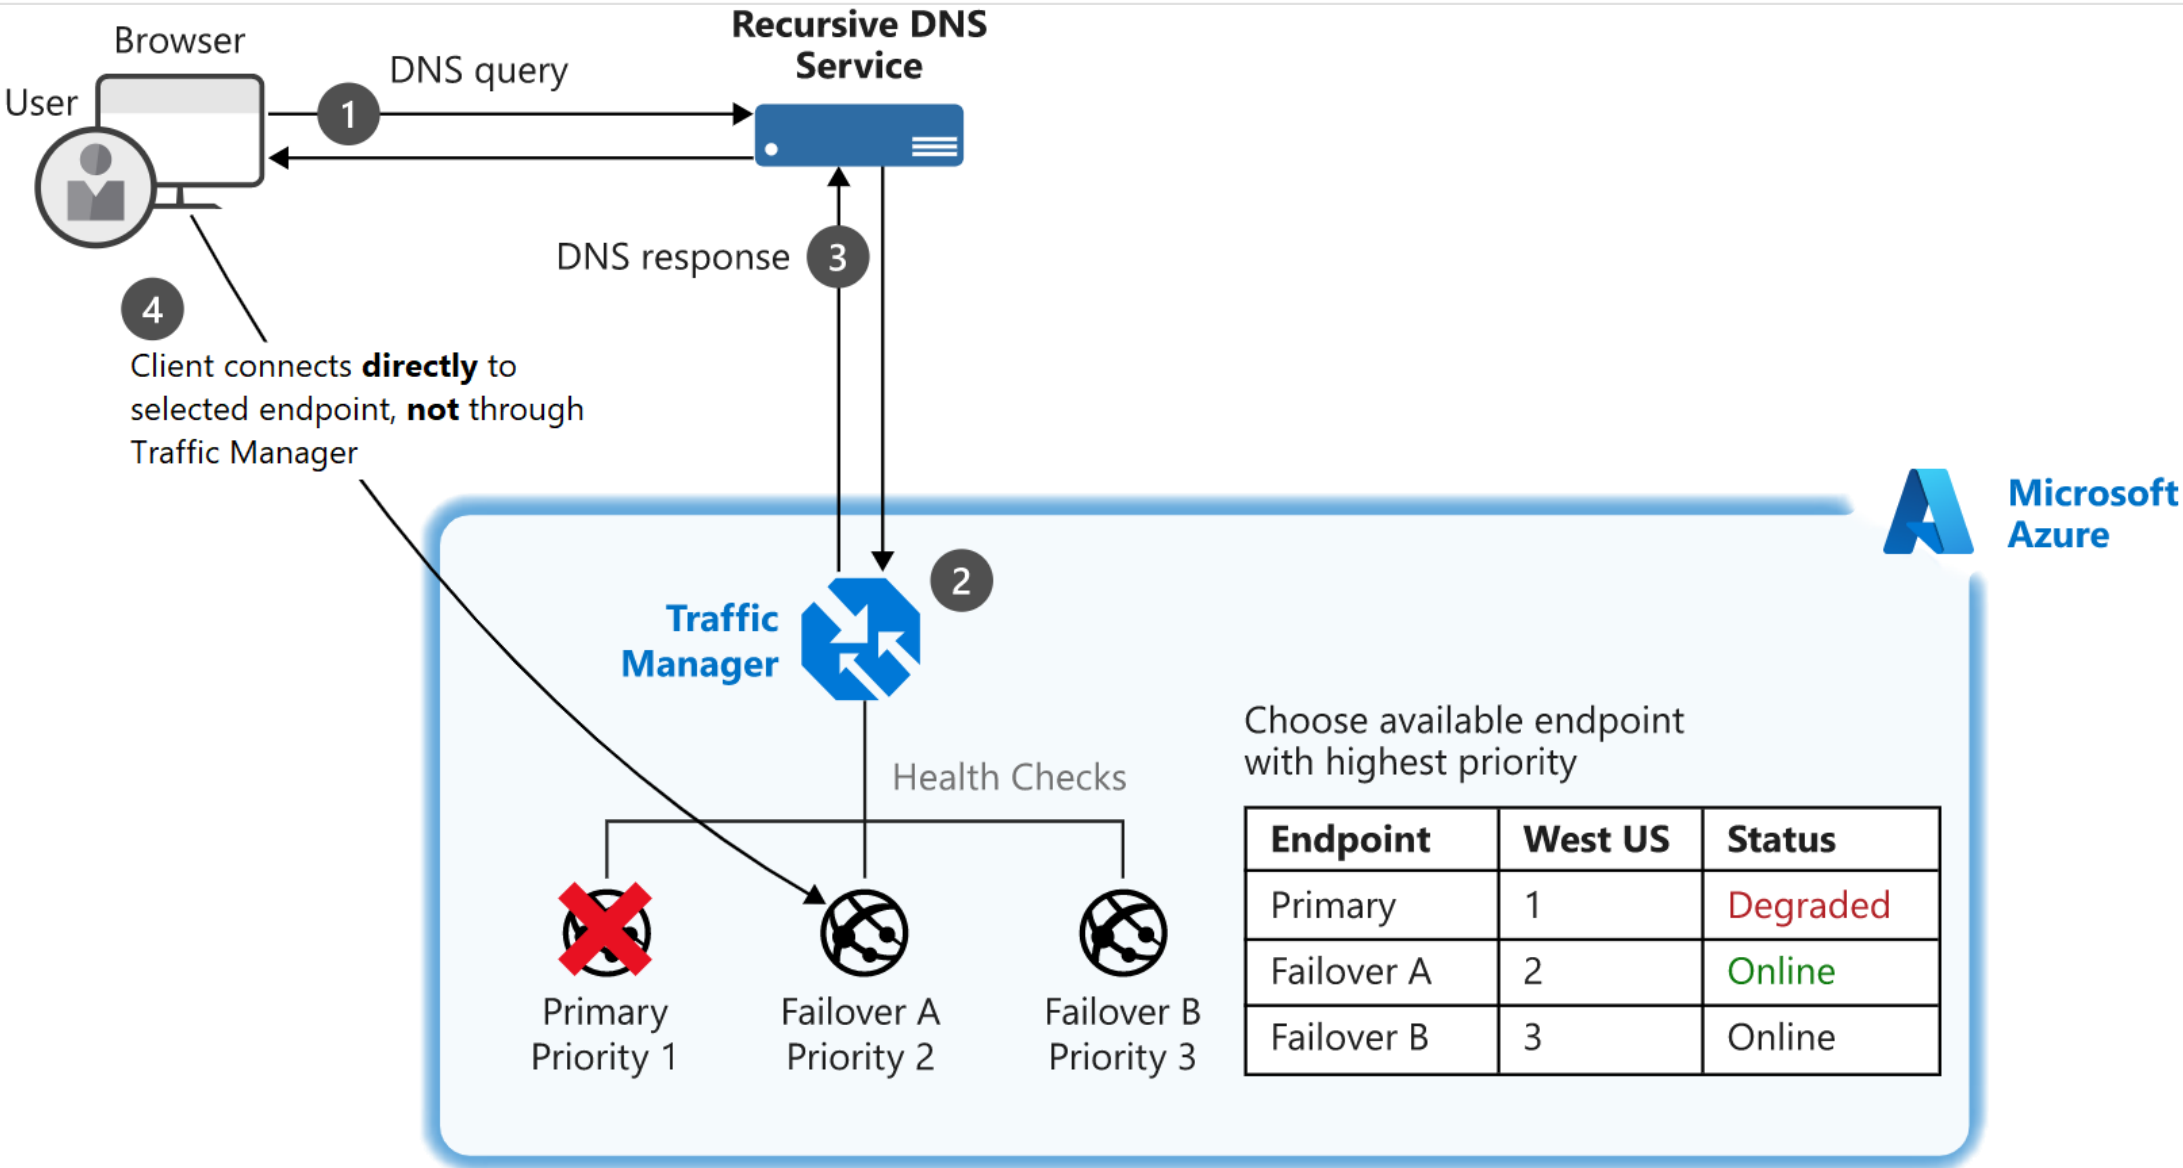 Browser
User
1
DNS query
Recursive DNS
Service
DNS response
3
4
Client connects directly to
selected endpoint, not through
Traffic Manager
Microsoft
Azure
2
Traffic
Manager
Health Checks
Primary
Priority 1
Failover A
Priority 2
Failover B
Priority 3
Choose available endpoint
with highest priority
Endpoint West US Status
Primary 1 Degraded
Failover A 2 Online
Failover B 3 Online